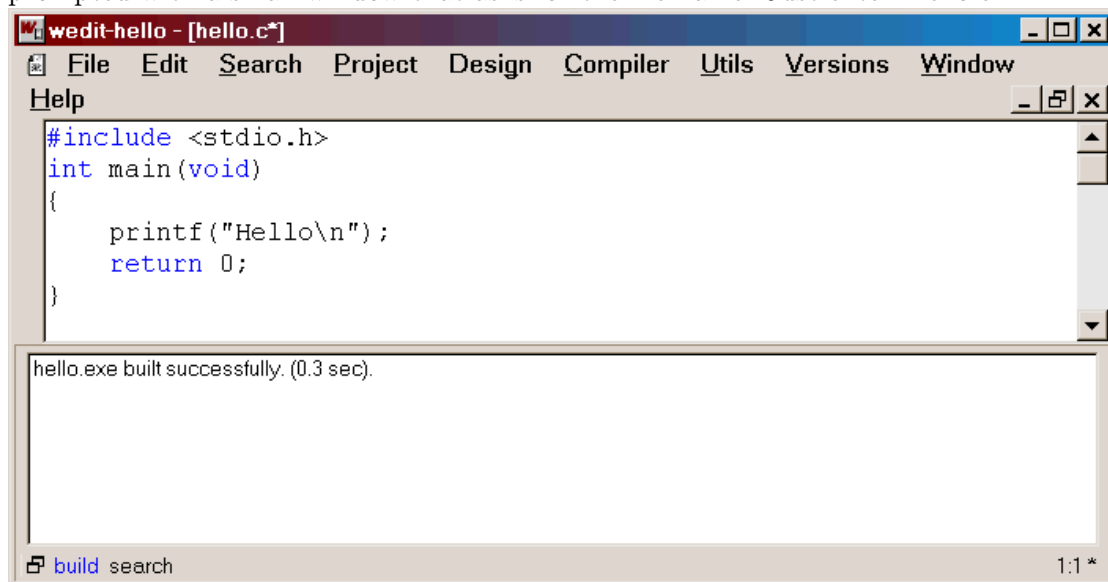 wedit-hello - [hello.c*]
File Edit Search Project Design Compiler Utils Versions Window
Help
#include <stdio.h>
int main(void)
{
    printf("Hello\n");
    return 0;
}
hello.exe built successfully. (0.3 sec).
build search 1:1 *